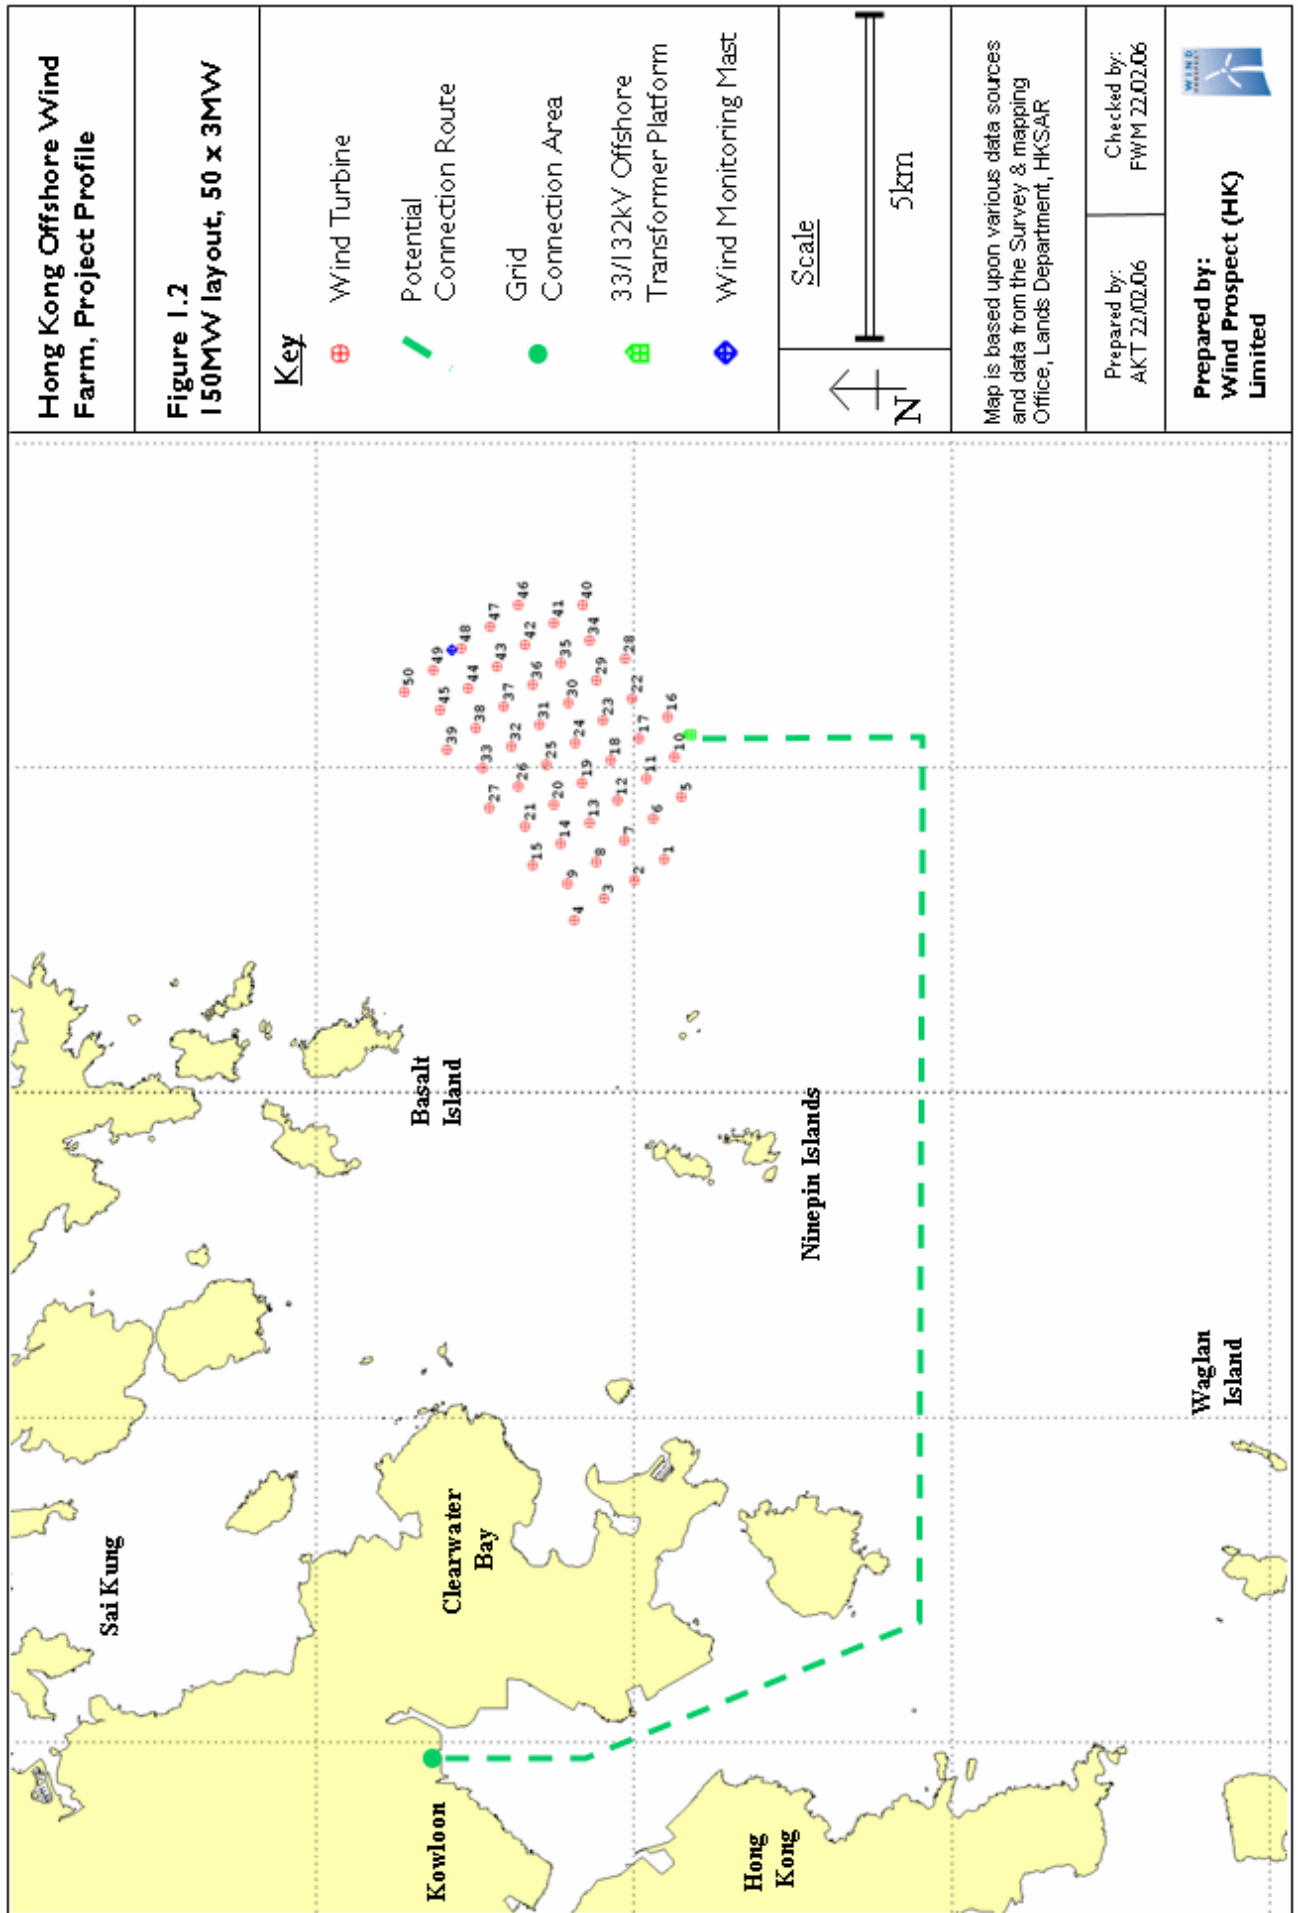 Hong Kong Offshore Wind
Farm, Project Profile
Figure 1.2
150MW layout, 50 x 3MW
Key
Wind Turbine
Potential
Connection Route
Grid
Connection Area
33/132kV Offshore
Transformer Platform
Wind Monitoring Mast
Scale
5km
N
Map is based upon various data sources
and data from the Survey & mapping
Office, Lands Department, HKSAR
Prepared by:
AKT 22/02/06
Checked by:
FWM 22.02.06
Prepared by:
Wind Prospect (HK)
Limited
WIND
PROSPECT
Sai Kung
Basalt
Island
Clearwater
Bay
Kowloon
Ninepin Islands
Hong
Kong
Waglan
Island
50
49
48
47
46
45
44
43
42
41
40
39
38
37
36
35
34
33
32
31
30
29
28
27
26
25
24
23
22
21
20
19
18
17
16
15
14
13
12
11
10
9
8
7
6
5
4
3
2
1